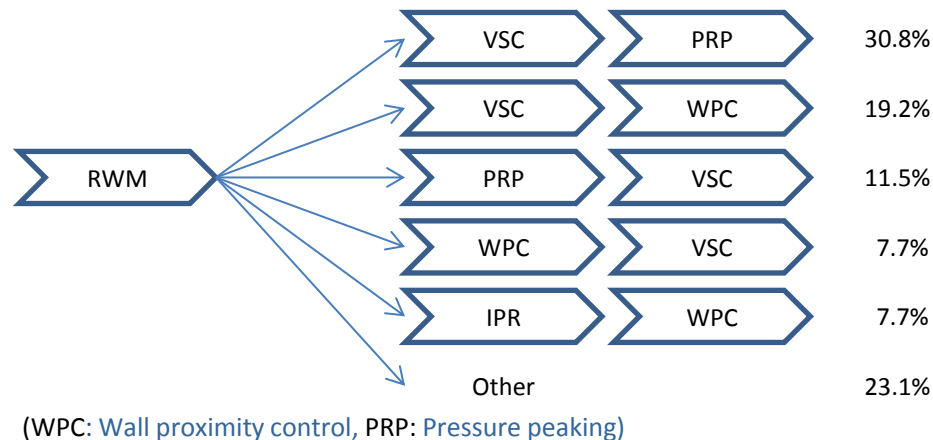 VSC PRP 30.8%
VSC WPC 19.2%
RWM PRP VSC 11.5%
WPC VSC 7.7%
IPR WPC 7.7%
Other 23.1%
(WPC: Wall proximity control, PRP: Pressure peaking)